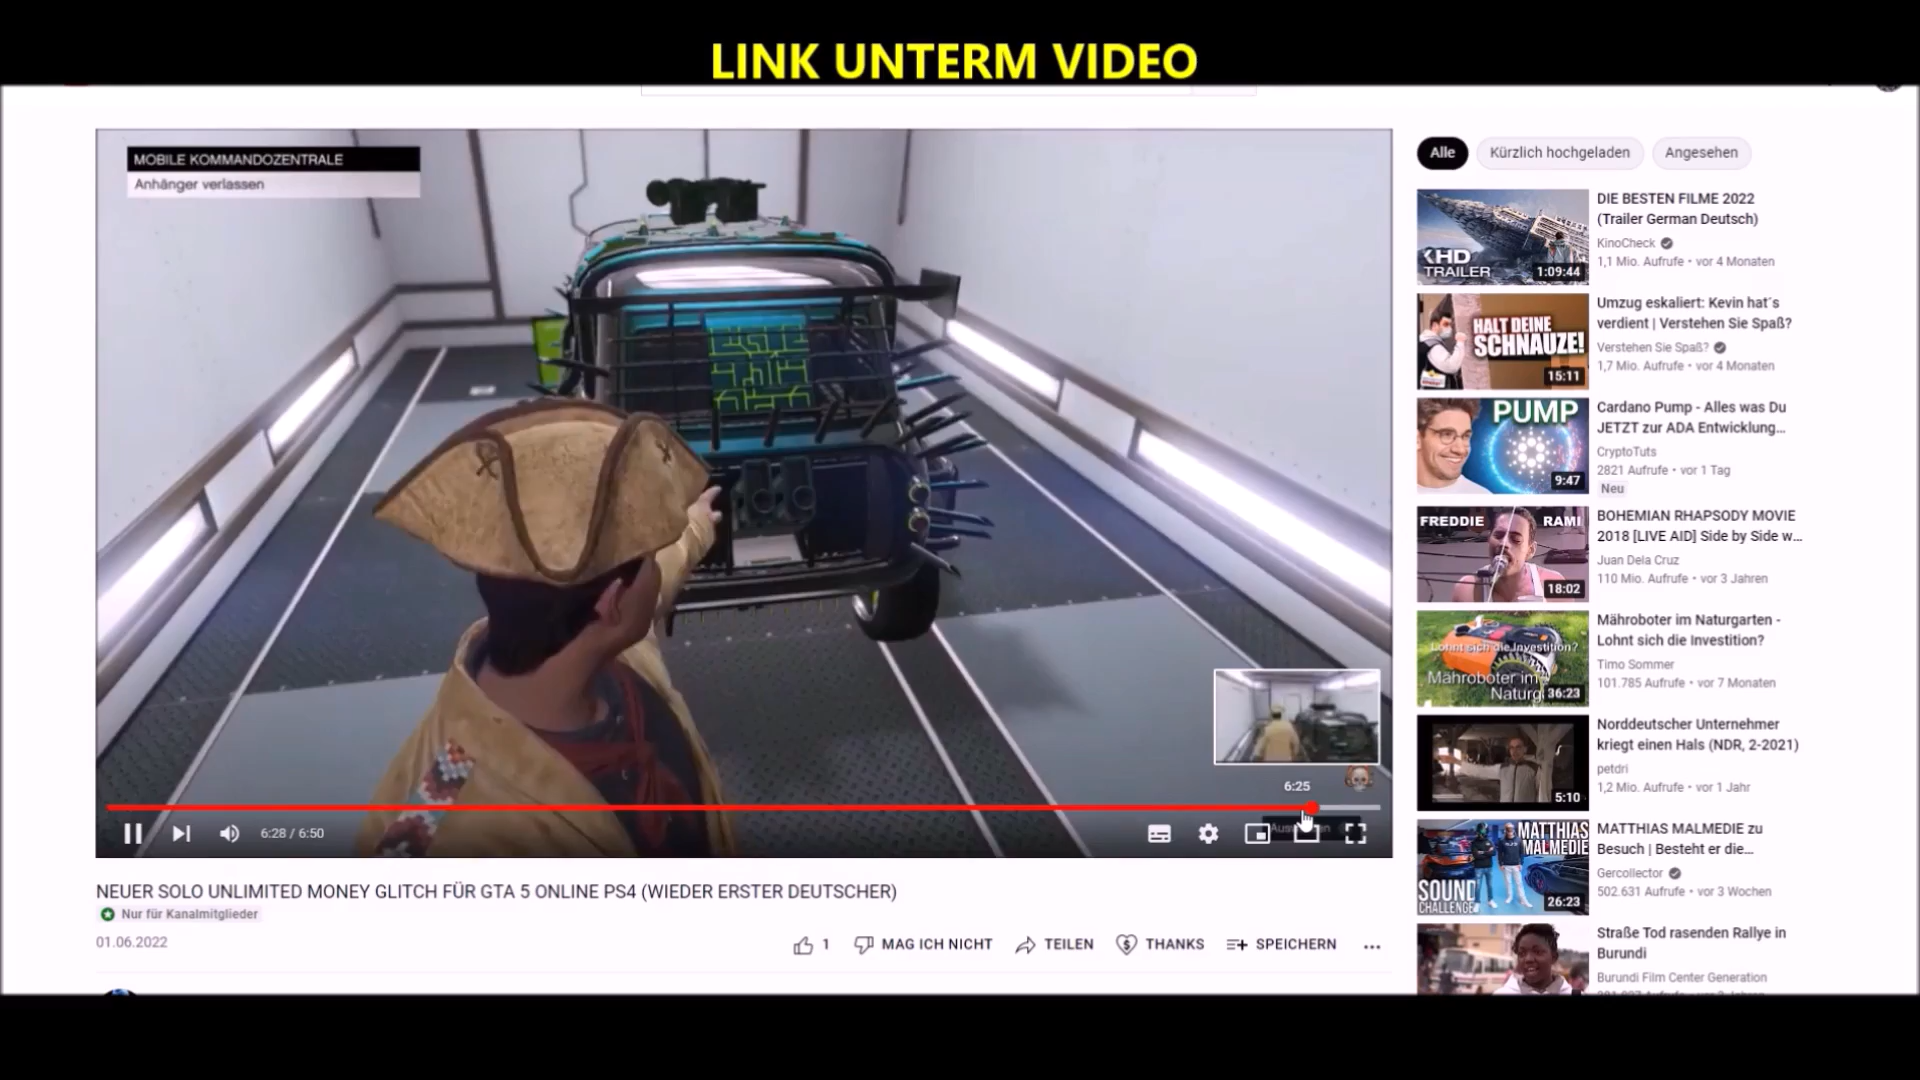 LINK UNTERM VIDEO
MOBILE KOMMANDOZENTRALE
Anhänger verlassen
6:25
6:28 / 6:50
NEUER SOLO UNLIMITED MONEY GLITCH FÜR GTA 5 ONLINE PS4 (WIEDER ERSTER DEUTSCHER)
Nur für Kanalmitglieder
01.06.2022
1 MAG ICH NICHT TEILEN THANKS SPEICHERN ...
Alle Kürzlich hochgeladen Angesehen
HD
TRAILER
1:09:44
DIE BESTEN FILME 2022
(Trailer German Deutsch)
KinoCheck
1,1 Mio. Aufrufe • vor 4 Monaten
HALT DEINE
SCHNAUZE!
15:11
Umzug eskaliert: Kevin hat´s
verdient | Verstehen Sie Spaß?
Verstehen Sie Spaß?
1,7 Mio. Aufrufe • vor 4 Monaten
PUMP
9:47
Cardano Pump - Alles was Du
JETZT zur ADA Entwicklung...
CryptoTuts
2821 Aufrufe • vor 1 Tag
Neu
FREDDIE RAMI
18:02
BOHEMIAN RHAPSODY MOVIE
2018 [LIVE AID] Side by Side w...
Juan Dela Cruz
110 Mio. Aufrufe • vor 3 Jahren
Lohnt sich die Investition?
Mähroboter im
Naturg
36:23
Mähroboter im Naturgarten -
Lohnt sich die Investition?
Timo Sommer
101.785 Aufrufe • vor 7 Monaten
5:10
Norddeutscher Unternehmer
kriegt einen Hals (NDR, 2-2021)
petdri
1,2 Mio. Aufrufe • vor 1 Jahr
MATTHIAS
MALMEDIE
SOUND
CHALLENGE
26:23
MATTHIAS MALMEDIE zu
Besuch | Besteht er die...
Gercollector
502.631 Aufrufe • vor 3 Wochen
Straße Tod rasenden Rallye in
Burundi
Burundi Film Center Generation